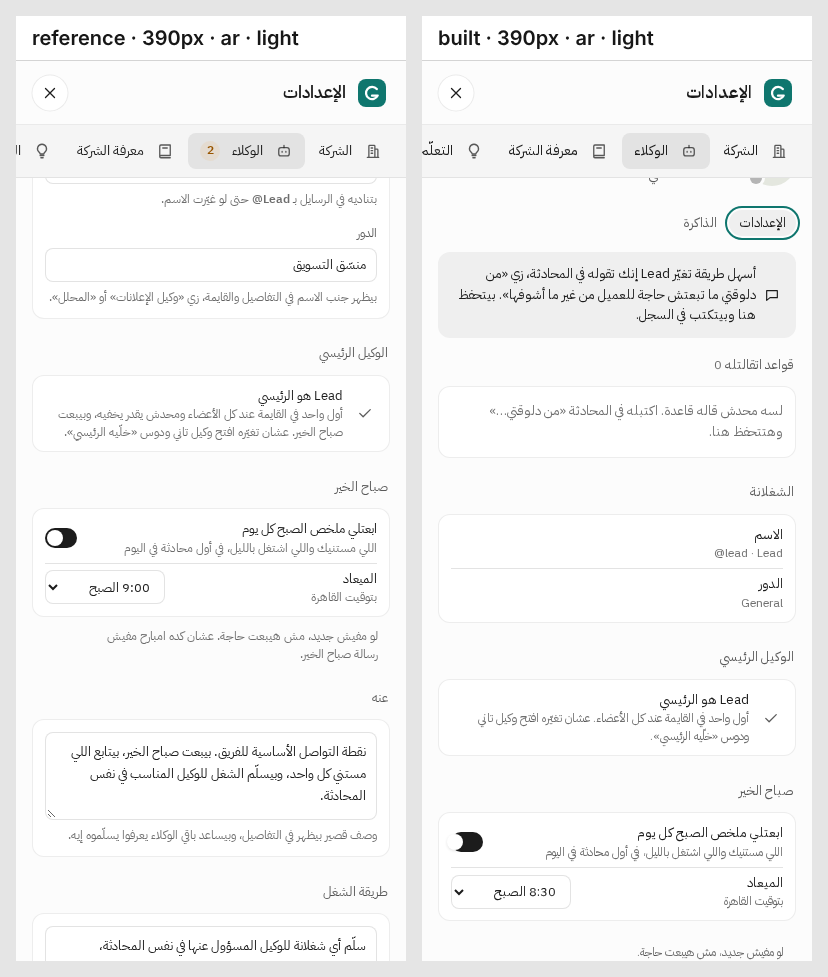 reference · 390px · ar · light
الإعدادات
الشركة
الوكلاء 2
معرفة الشركة
بتناديه في الرسايل بـ @Lead حتى لو غيّرت الاسم.
الدور
منسّق التسويق
بيظهر جنب الاسم في التفاصيل والقايمة، زي «وكيل الإعلانات» أو «المحلل».
الوكيل الرئيسي
Lead هو الرئيسي
أول واحد في القايمة عند كل الأعضاء ومحدش يقدر يخفيه، وبيبعت
صباح الخير. عشان تغيّره افتح وكيل تاني ودوس «خلّيه الرئيسي».
صباح الخير
ابعتلي ملخص الصبح كل يوم
اللي مستنيك واللي اشتغل بالليل، في أول محادثة في اليوم
الميعاد
9:00 الصبح
بتوقيت القاهرة
لو مفيش جديد، مش هيبعت حاجة. عشان كده امبارح مفيش
رسالة صباح الخير.
عنه
نقطة التواصل الأساسية للفريق. بيبعت صباح الخير، بيتابع اللي
مستني كل واحد، وبيسلّم الشغل للوكيل المناسب في نفس
المحادثة.
وصف قصير بيظهر في التفاصيل، وبيساعد باقي الوكلاء يعرفوا يسلّموه إيه.
طريقة الشغل
سلّم أي شغلانة للوكيل المسؤول عنها في نفس المحادثة،
built · 390px · ar · light
الإعدادات
الشركة
الوكلاء
معرفة الشركة
الإعدادات
الذاكرة
أسهل طريقة تغيّر Lead إنك تقوله في المحادثة، زي «من
دلوقتي ما تبعتش حاجة للعميل من غير ما أشوفها». بيتحفظ
هنا وبيتكتب في السجل.
قواعد اتقالتله 0
لسه محدش قاله قاعدة. اكتبله في المحادثة «من دلوقتي…»
وهتتحفظ هنا.
الشغلانة
الاسم
@lead · Lead
الدور
General
الوكيل الرئيسي
Lead هو الرئيسي
أول واحد في القايمة عند كل الأعضاء. عشان تغيّره افتح وكيل تاني
ودوس «خلّيه الرئيسي».
صباح الخير
ابعتلي ملخص الصبح كل يوم
اللي مستنيك واللي اشتغل بالليل، في أول محادثة في اليوم
الميعاد
8:30 الصبح
بتوقيت القاهرة
لو مفيش جديد، مش هيبعت حاجة.